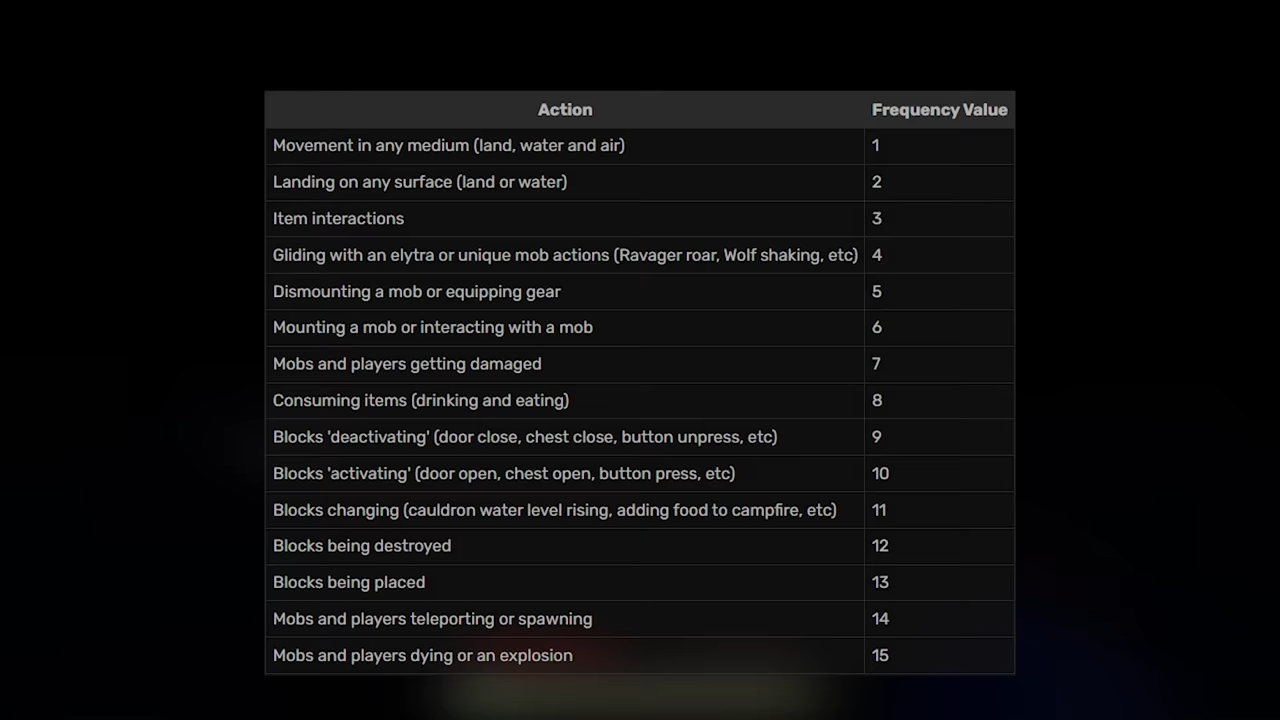 Action Frequency Value
Movement in any medium (land, water and air) 1
Landing on any surface (land or water) 2
Item interactions 3
Gliding with an elytra or unique mob actions (Ravager roar, Wolf shaking, etc) 4
Dismounting a mob or equipping gear 5
Mounting a mob or interacting with a mob 6
Mobs and players getting damaged 7
Consuming items (drinking and eating) 8
Blocks 'deactivating' (door close, chest close, button unpress, etc) 9
Blocks 'activating' (door open, chest open, button press, etc) 10
Blocks changing (cauldron water level rising, adding food to campfire, etc) 11
Blocks being destroyed 12
Blocks being placed 13
Mobs and players teleporting or spawning 14
Mobs and players dying or an explosion 15